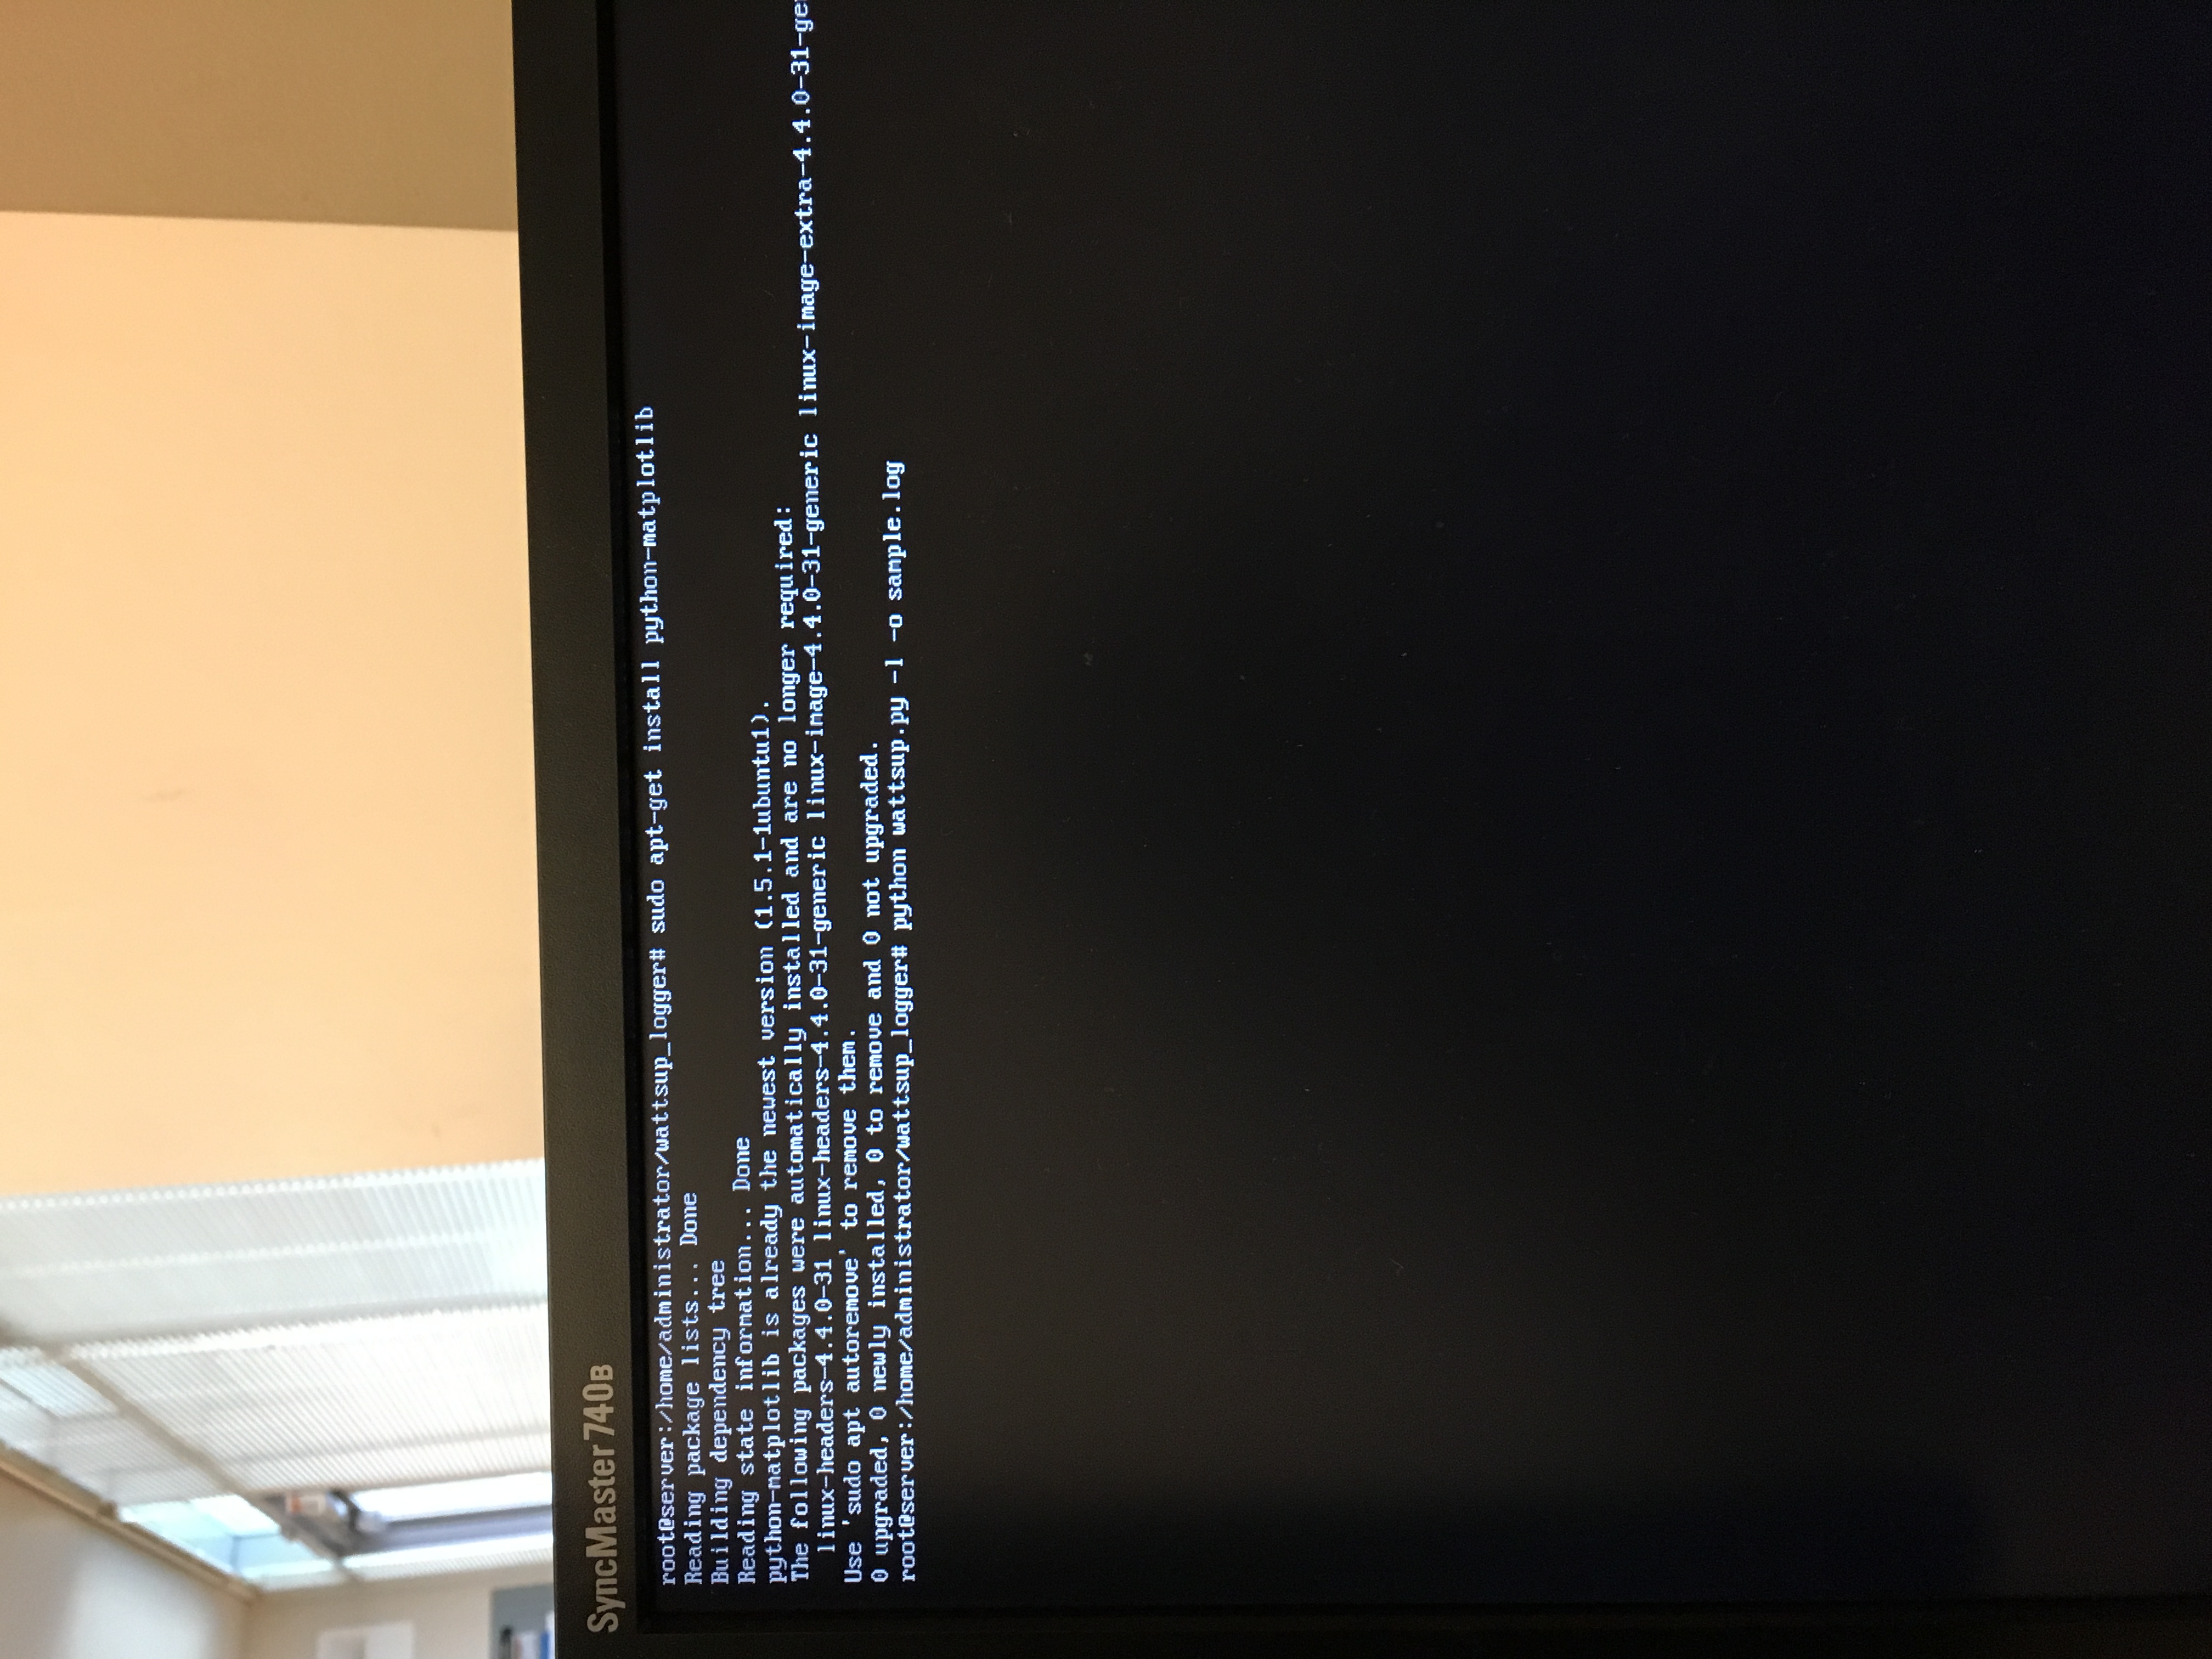 SyncMaster 740B
root@server:/home/administrator/wattsup_logger# sudo apt-get install python-matplotlib
Reading package lists... Done
Building dependency tree
Reading state information... Done
python-matplotlib is already the newest version (1.5.1-1ubuntu1).
The following packages were automatically installed and are no longer required:
linux-headers-4.4.0-31 linux-headers-4.4.0-31-generic linux-image-4.4.0-31-generic linux-image-extra-4.4.0-31-ge
Use 'sudo apt autoremove' to remove them.
0 upgraded, 0 newly installed, 0 to remove and 0 not upgraded.
root@server:/home/administrator/wattsup_logger# python wattsup.py -l -o sample.log